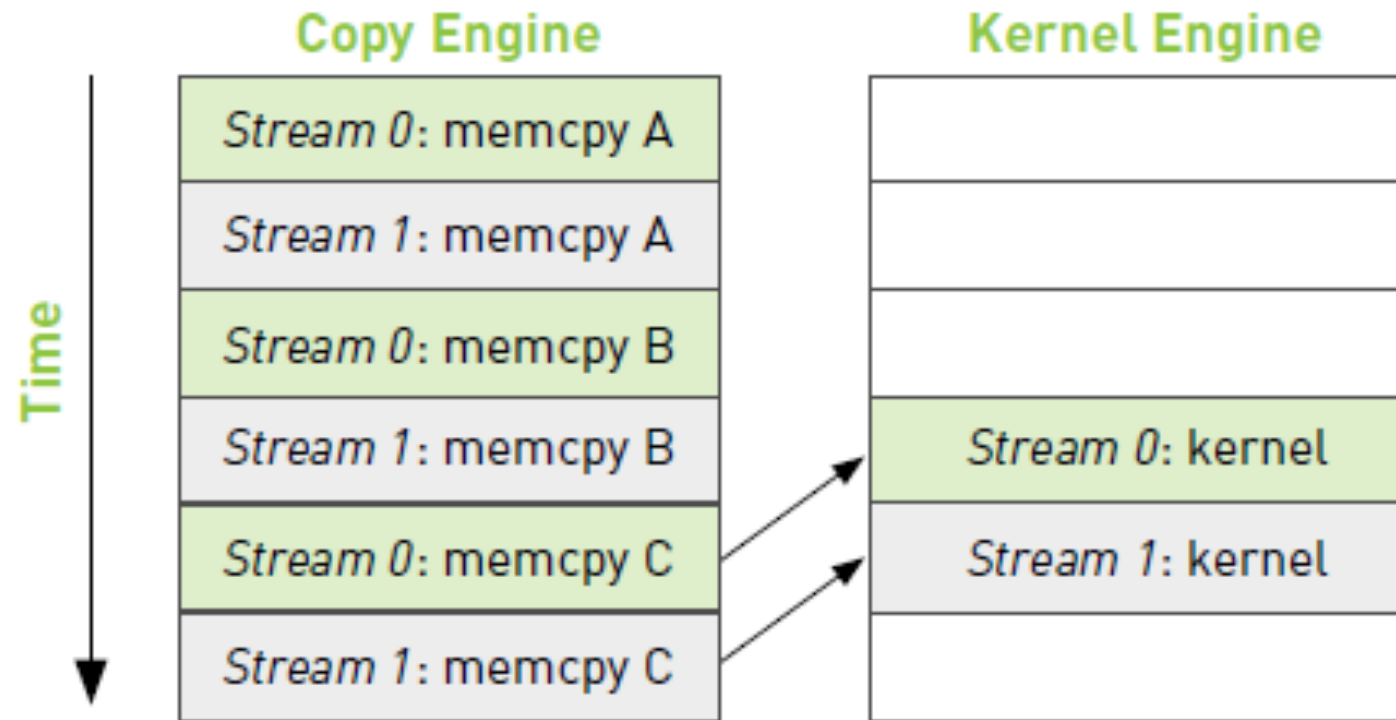 Copy Engine
Kernel Engine
Time
Stream 0: memcpy A
Stream 1: memcpy A
Stream 0: memcpy B
Stream 1: memcpy B
Stream 0: kernel
Stream 0: memcpy C
Stream 1: kernel
Stream 1: memcpy C